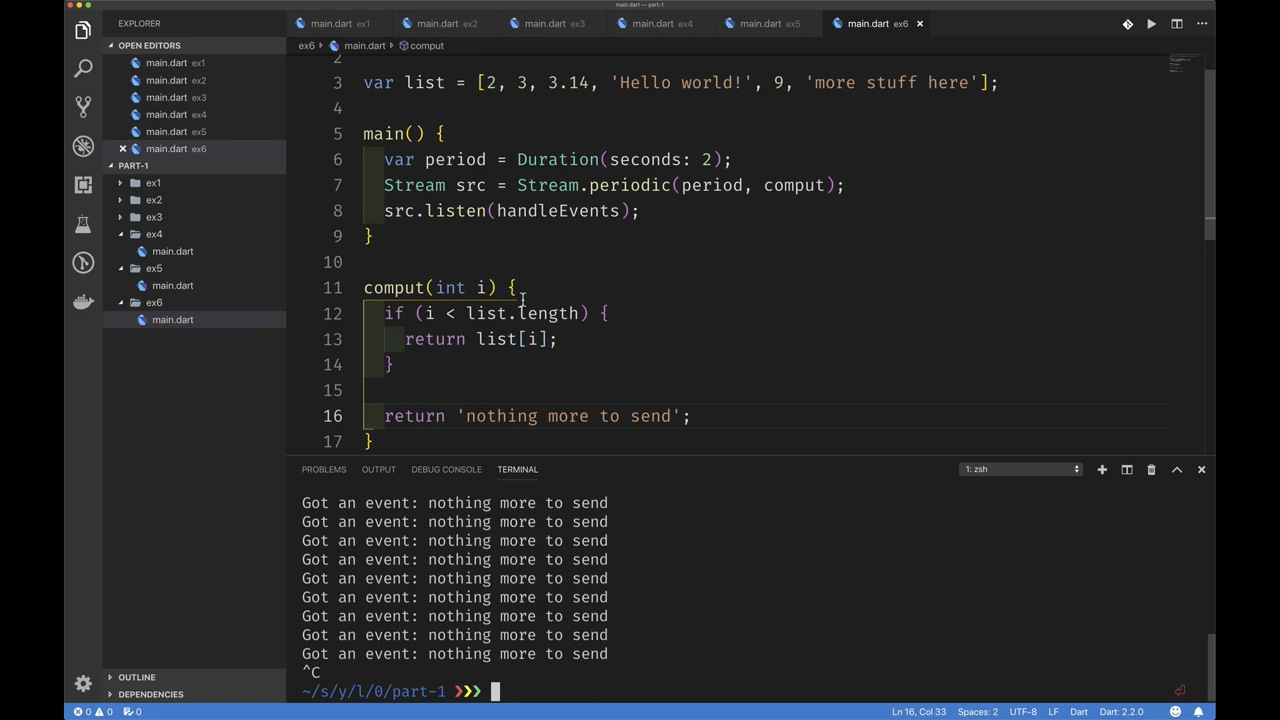 main.dart — part-1
EXPLORER
main.dart ex1
main.dart ex2
main.dart ex3
main.dart ex4
main.dart ex5
main.dart ex6
OPEN EDITORS
main.dart ex1
main.dart ex2
main.dart ex3
main.dart ex4
main.dart ex5
main.dart ex6
PART-1
ex1
ex2
ex3
ex4
main.dart
ex5
main.dart
ex6
main.dart
OUTLINE
DEPENDENCIES
ex6 main.dart comput
2
3 var list = [2, 3, 3.14, 'Hello world!', 9, 'more stuff here'];
4
5 main() {
6 var period = Duration(seconds: 2);
7 Stream src = Stream.periodic(period, comput);
8 src.listen(handleEvents);
9 }
10
11 comput(int i) {
12 if (i < list.length) {
13 return list[i];
14 }
15
16 return 'nothing more to send';
17 }
PROBLEMS OUTPUT DEBUG CONSOLE TERMINAL 1: zsh
Got an event: nothing more to send
Got an event: nothing more to send
Got an event: nothing more to send
Got an event: nothing more to send
Got an event: nothing more to send
Got an event: nothing more to send
Got an event: nothing more to send
Got an event: nothing more to send
Got an event: nothing more to send
^C
~/s/y/l/0/part-1 ❯❯❯
0 0 0 Ln 16, Col 33 Spaces: 2 UTF-8 LF Dart Dart: 2.2.0